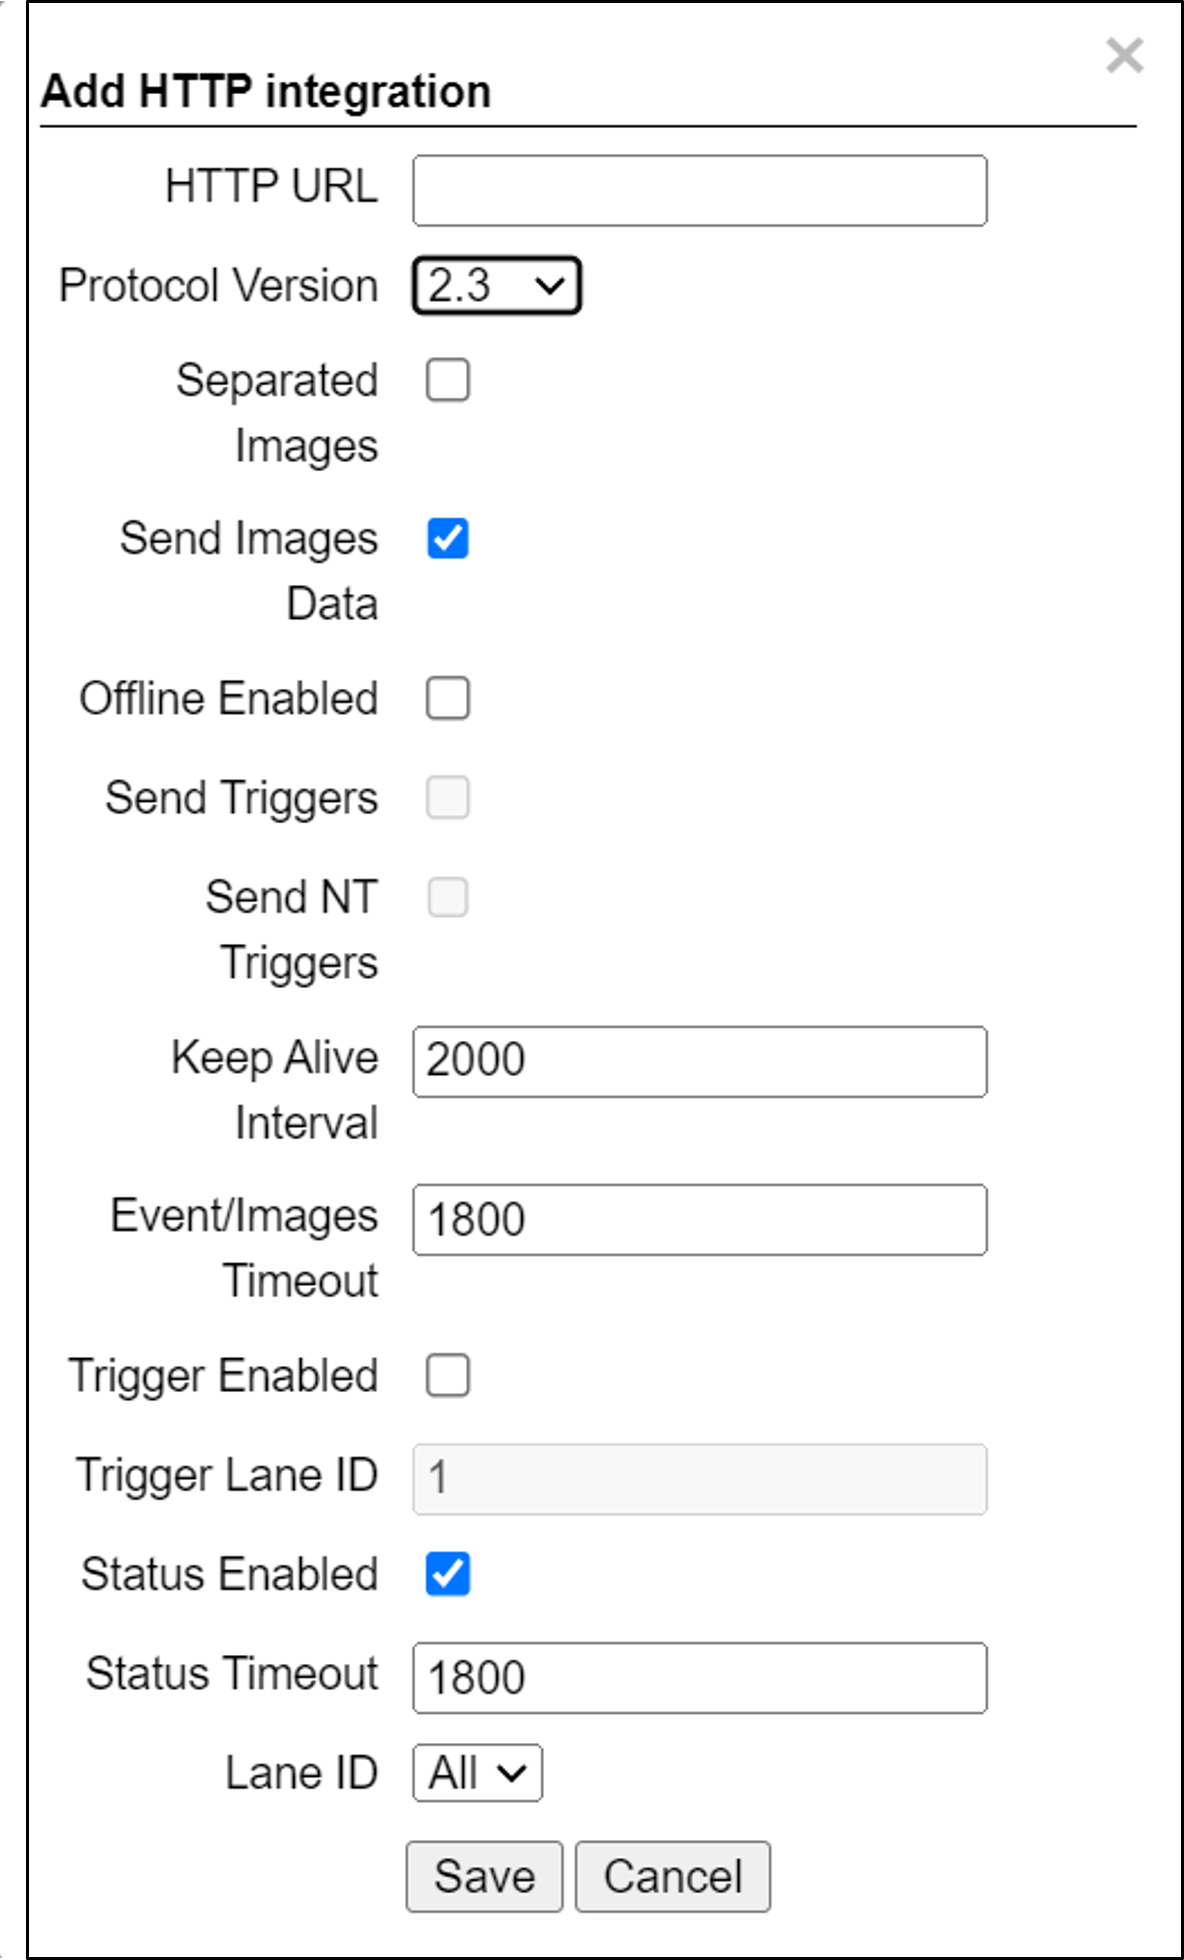 Add HTTP integration
HTTP URL
Protocol Version 2.3
Separated
Images
Send Images
Data
Offline Enabled
Send Triggers
Send NT
Triggers
Keep Alive 2000
Interval
Event/Images 1800
Timeout
Trigger Enabled
Trigger Lane ID 1
Status Enabled
Status Timeout 1800
Lane ID All
Save Cancel